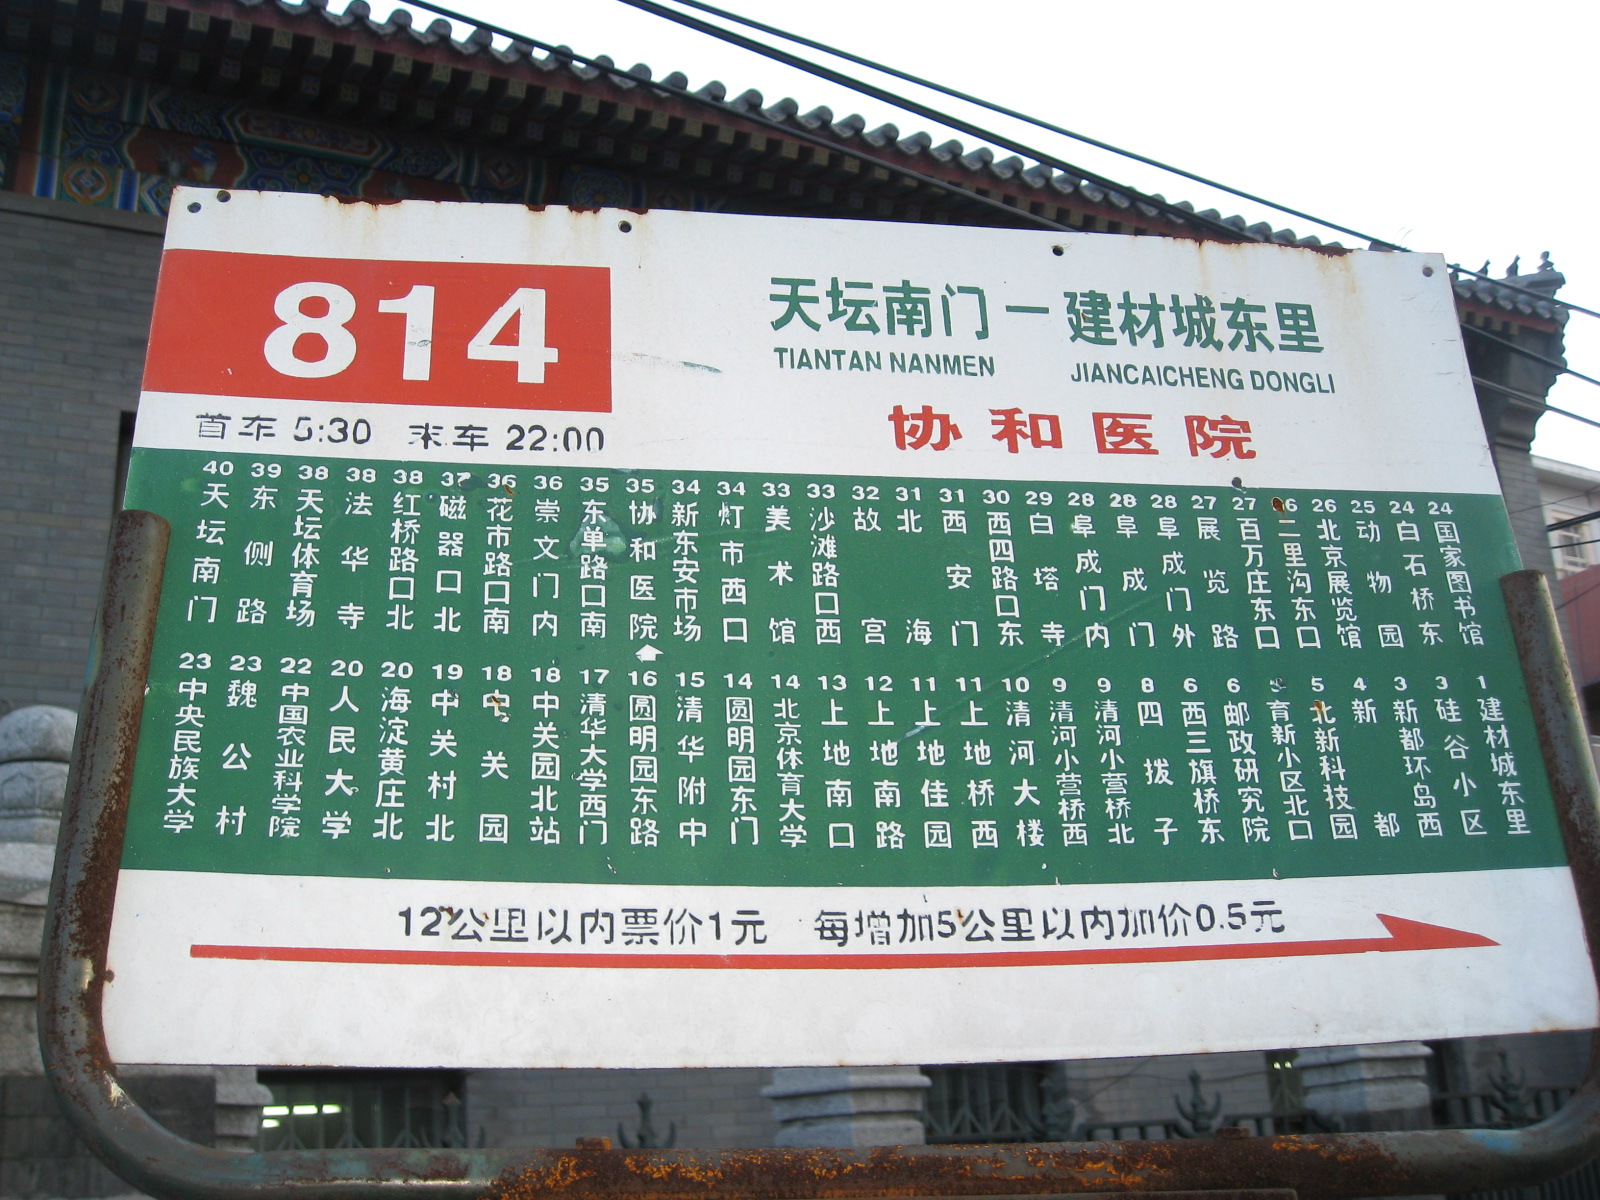 814
天坛南门－建材城东里
TIANTAN NANMEN JIANCAICHENG DONGLI
首车 5:30 末车 22:00
协和医院
40 天坛南门
39 东侧路
38 天坛体育场
38 法华寺
38 红桥路口北
37 磁器口北
36 花市路口南
36 崇文门内
35 东单路口南
35 协和医院
34 新东安市场
34 灯市西口
33 美术馆
33 沙滩路口西
32 故宫
31 北海
31 西安门
30 西四路口东
29 白塔寺
28 阜成门内
28 阜成门
28 阜成门外
27 展览路
27 百万庄东口
26 二里沟东口
26 北京展览馆
25 动物园
24 白石桥东
24 国家图书馆
23 中央民族大学
23 魏公村
22 中国农业科学院
20 人民大学
20 海淀黄庄北
19 中关村北
18 中关园
18 中关园北站
17 清华大学西门
16 圆明园东路
15 清华附中
14 圆明园东门
14 北京体育大学
13 上地南口
12 上地南路
11 上地佳园
11 上地桥西
10 清河大楼
9 清河小营桥西
9 清河小营桥北
8 四拨子
6 西三旗桥东
6 邮政研究院
5 育新小区北口
5 北新科技园
4 新都
3 新都环岛西
3 硅谷小区
1 建材城东里
12公里以内票价1元 每增加5公里以内加价0.5元